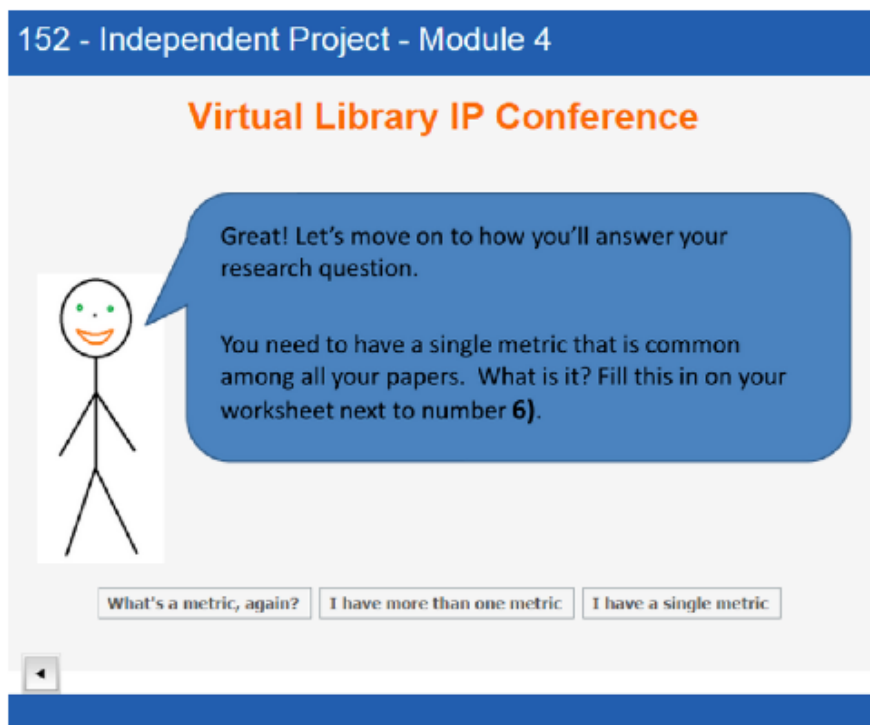 152 - Independent Project - Module 4
Virtual Library IP Conference
Great! Let's move on to how you'll answer your
research question.
You need to have a single metric that is common
among all your papers.  What is it? Fill this in on your
worksheet next to number 6).
What's a metric, again?
I have more than one metric
I have a single metric